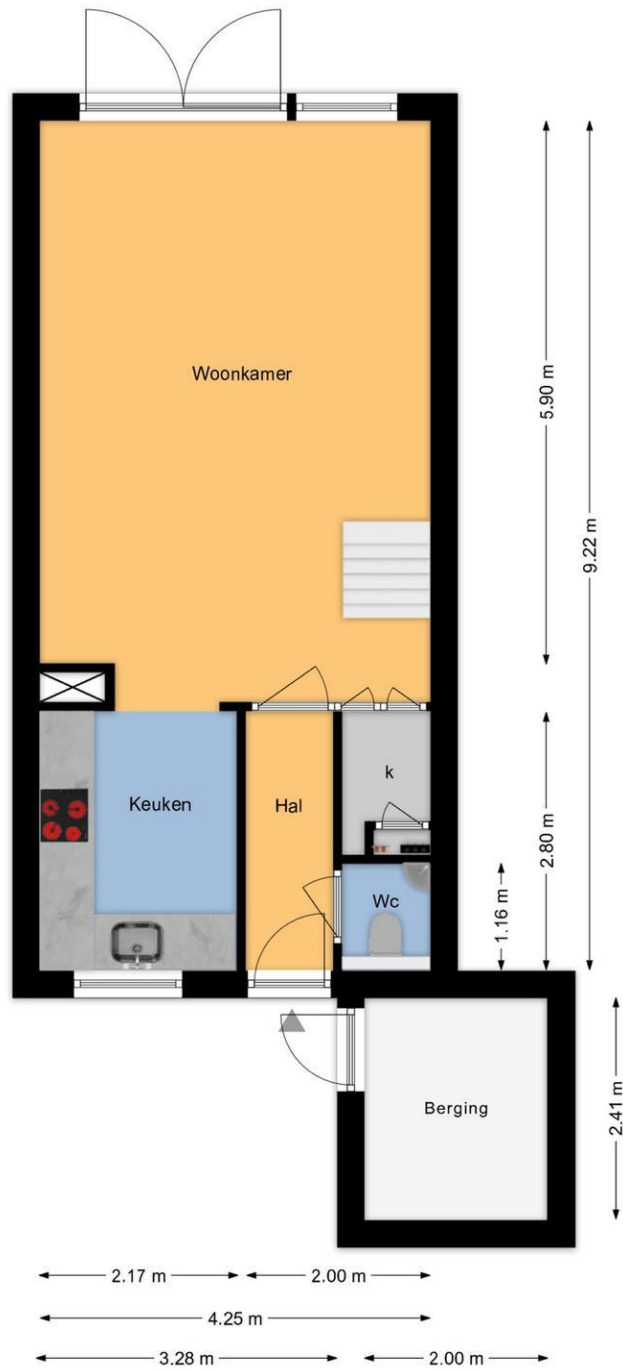 Woonkamer
5.90 m
9.22 m
Keuken
Hal
k
2.80 m
Wc
1.16 m
Berging
2.41 m
2.17 m
2.00 m
4.25 m
3.28 m
2.00 m